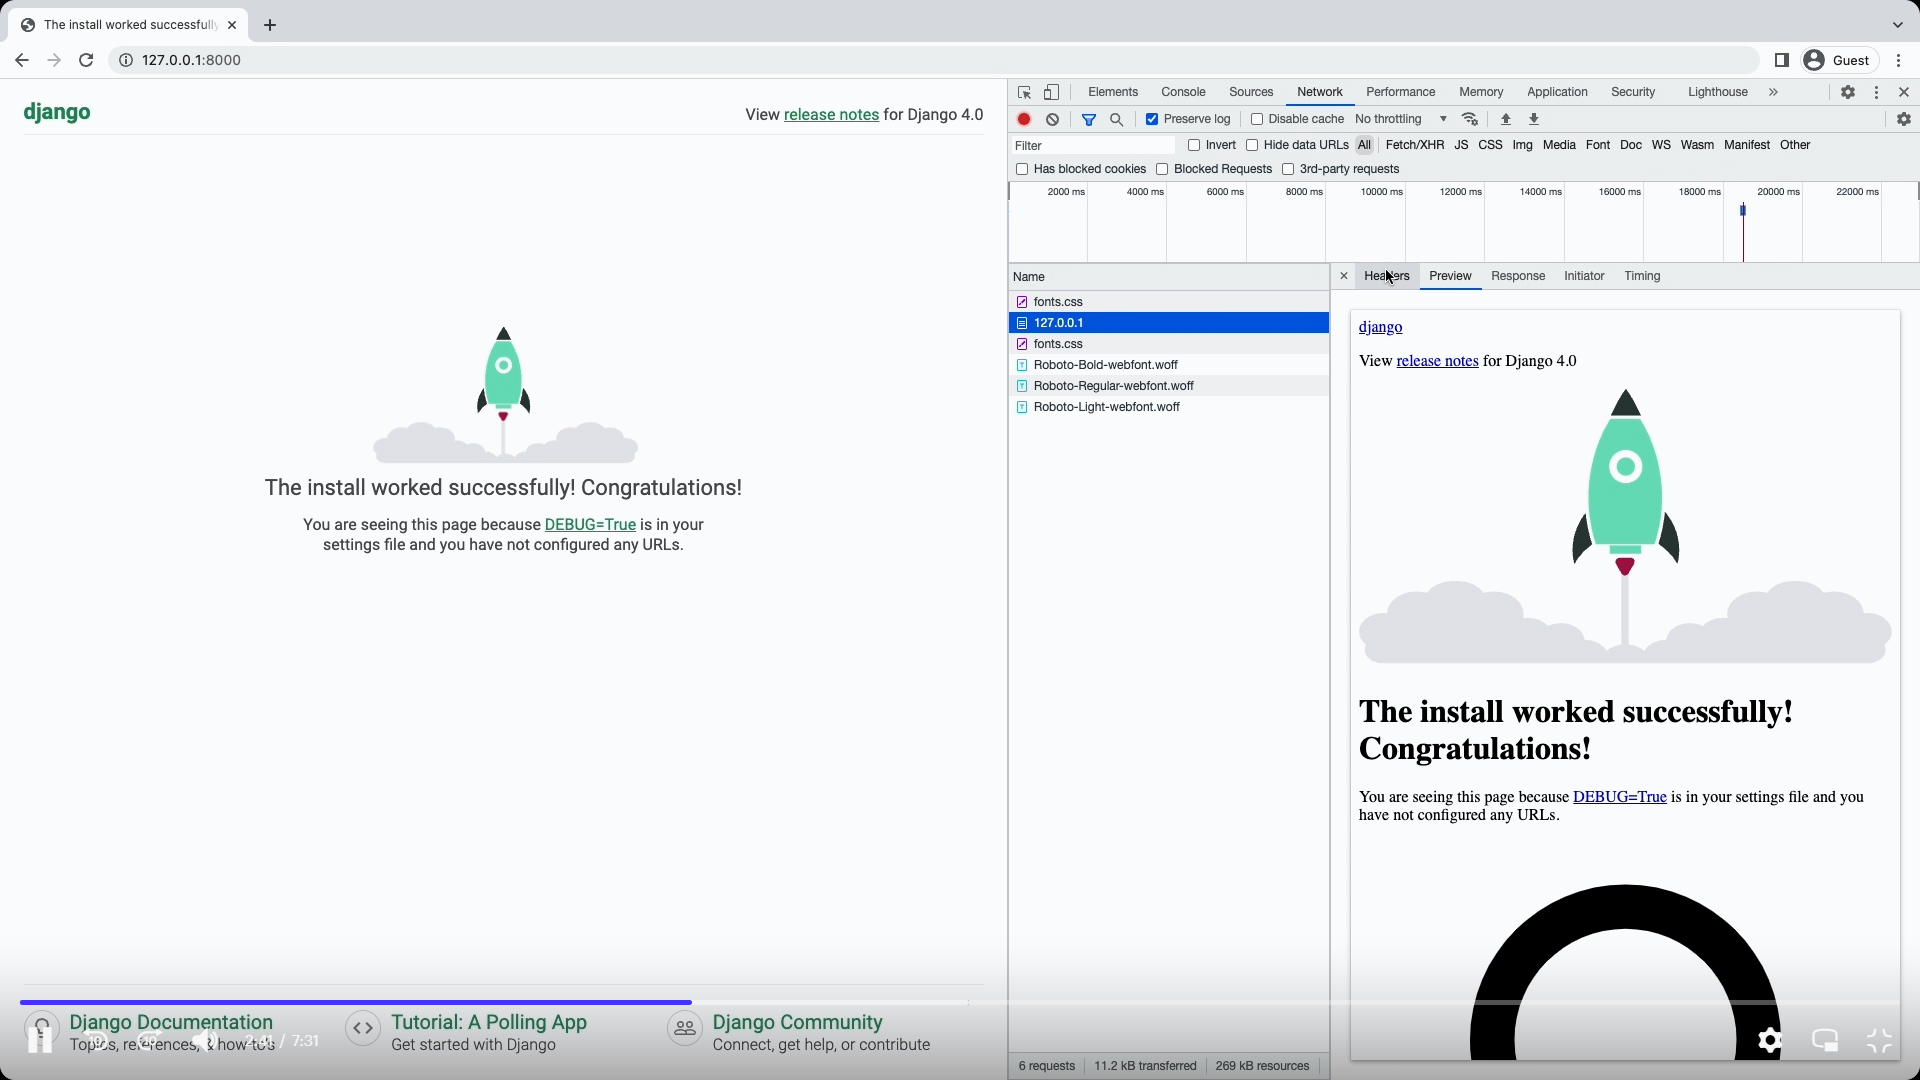 The install worked successfully
127.0.0.1:8000
Guest
django
View release notes for Django 4.0
The install worked successfully! Congratulations!
You are seeing this page because DEBUG=True is in your
settings file and you have not configured any URLs.
Django Documentation
Topics, references, & how-to's
Tutorial: A Polling App
Get started with Django
Django Community
Connect, get help, or contribute
2:41 / 7:31
10
Elements Console Sources Network Performance Memory Application Security Lighthouse
Preserve log Disable cache No throttling
Filter Invert Hide data URLs All Fetch/XHR JS CSS Img Media Font Doc WS Wasm Manifest Other
Has blocked cookies Blocked Requests 3rd-party requests
2000 ms 4000 ms 6000 ms 8000 ms 10000 ms 12000 ms 14000 ms 16000 ms 18000 ms 20000 ms 22000 ms
Name
fonts.css
127.0.0.1
fonts.css
Roboto-Bold-webfont.woff
Roboto-Regular-webfont.woff
Roboto-Light-webfont.woff
6 requests 11.2 kB transferred 269 kB resources
Headers Preview Response Initiator Timing
django
View release notes for Django 4.0
The install worked successfully!
Congratulations!
You are seeing this page because DEBUG=True is in your settings file and you
have not configured any URLs.